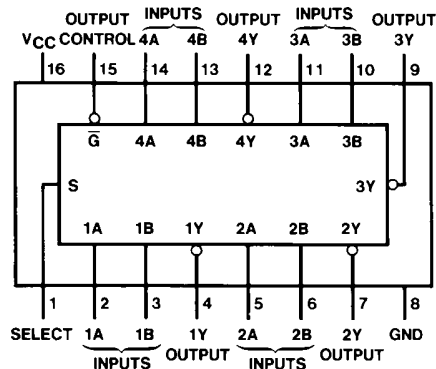 OUTPUT INPUTS OUTPUT INPUTS OUTPUT
VCC CONTROL 4A 4B 4Y 3A 3B 3Y
16 15 14 13 12 11 10 9
G 4A 4B 4Y 3A 3B
S 3Y
1A 1B 1Y 2A 2B 2Y
1 2 3 4 5 6 7 8
SELECT 1A 1B 1Y 2A 2B 2Y GND
INPUTS OUTPUT INPUTS OUTPUT